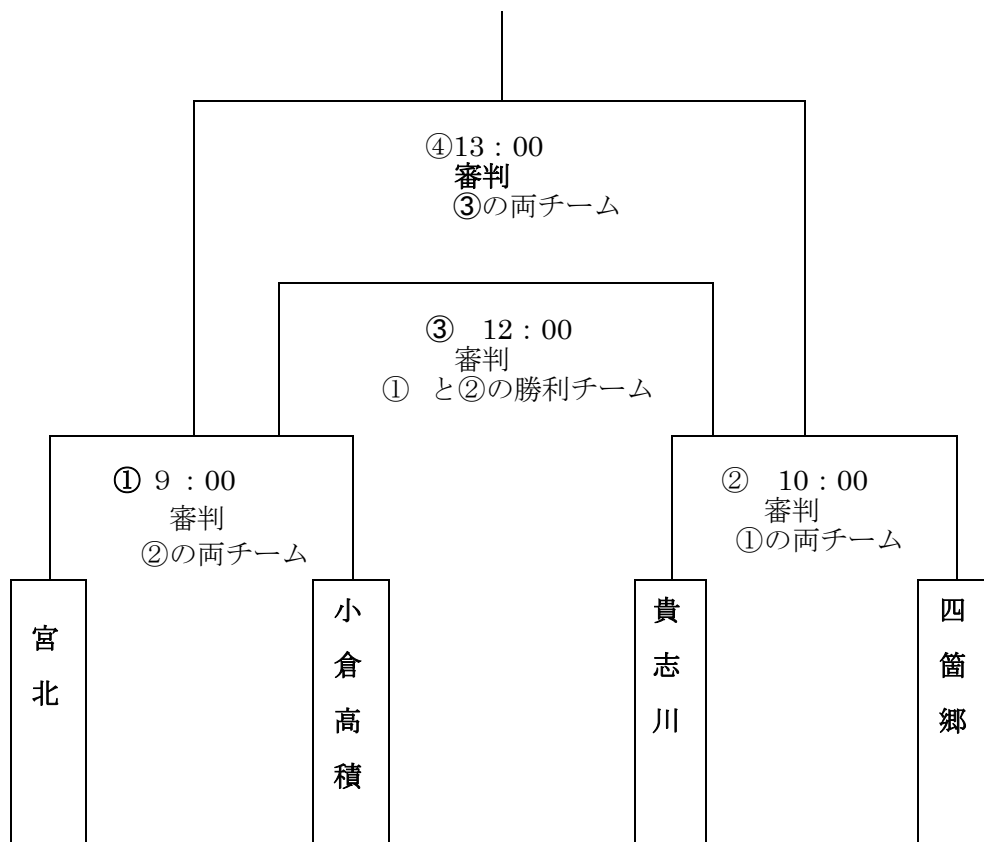 ④13：00
審判
③の両チーム
③　12：00
審判
①　と②の勝利チーム
①９：00
審判
②の両チーム
②　10：00
審判
①の両チーム
宮北
小倉高積
貴志川
四箇郷